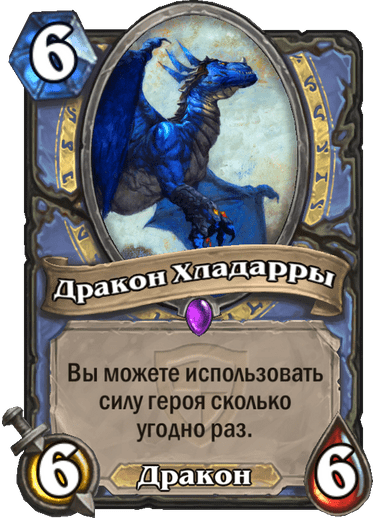 6
Дракон Хладарры
Вы можете использовать
силу героя сколько
угодно раз.
6
Дракон
6